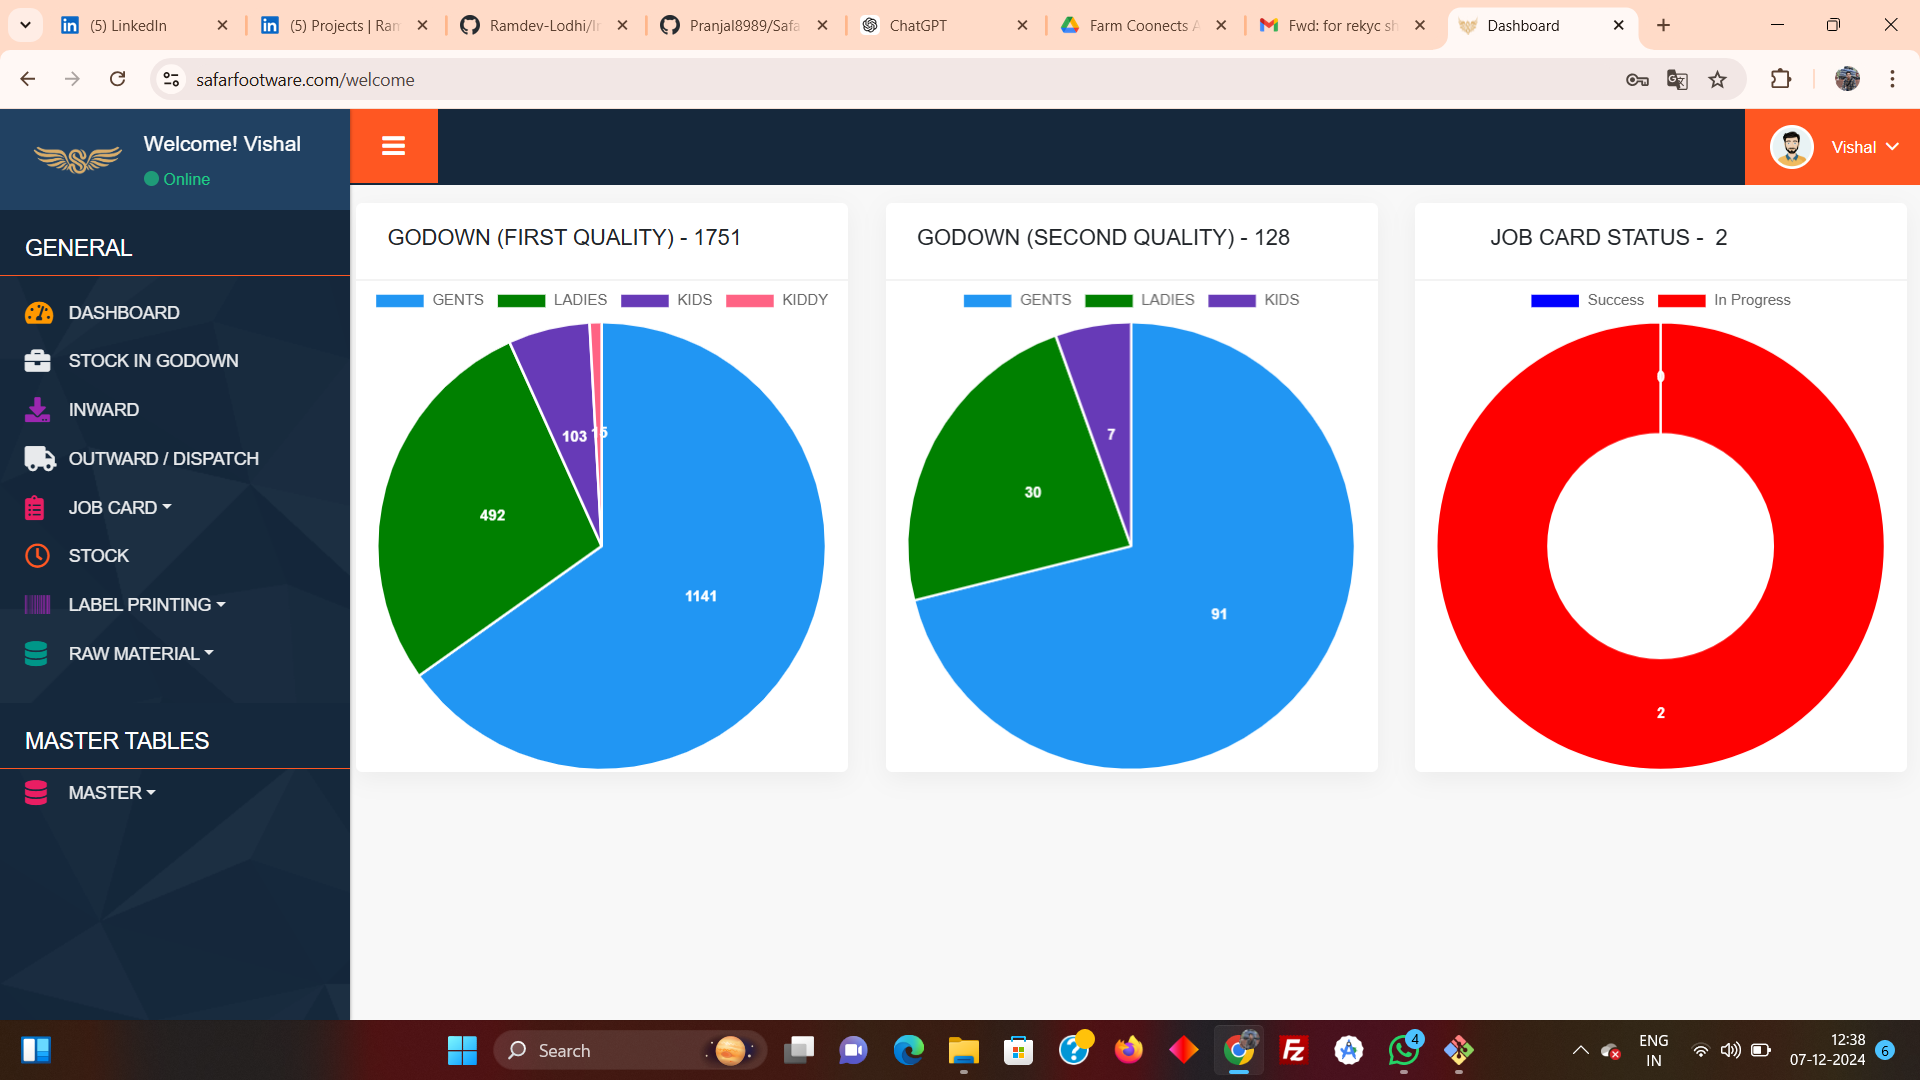 (5) LinkedIn
(5) Projects | Ram
Ramdev-Lodhi/In
Pranjal8989/Safa
ChatGPT
Farm Coonects A
Fwd: for rekyc sh
Dashboard
safarfootware.com/welcome
Welcome! Vishal
Online
Vishal
GENERAL
DASHBOARD
STOCK IN GODOWN
INWARD
OUTWARD / DISPATCH
JOB CARD
STOCK
LABEL PRINTING
RAW MATERIAL
MASTER TABLES
MASTER
GODOWN (FIRST QUALITY) - 1751
GENTS LADIES KIDS KIDDY
103 15
492
1141
GODOWN (SECOND QUALITY) - 128
GENTS LADIES KIDS
7
30
91
JOB CARD STATUS - 2
Success In Progress
0
2
Search
4
ENG
IN
12:38
07-12-2024
6